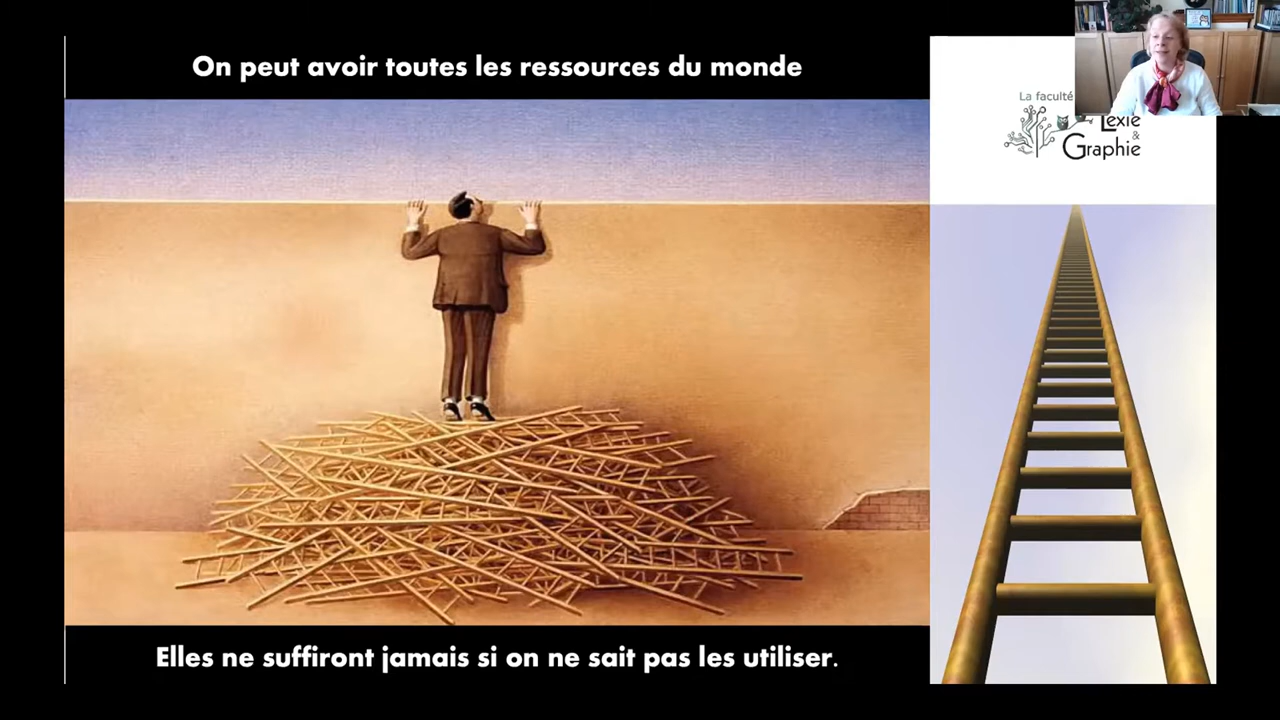 On peut avoir toutes les ressources du monde
La faculté
Lexie
&
Graphie
Elles ne suffiront jamais si on ne sait pas les utiliser.